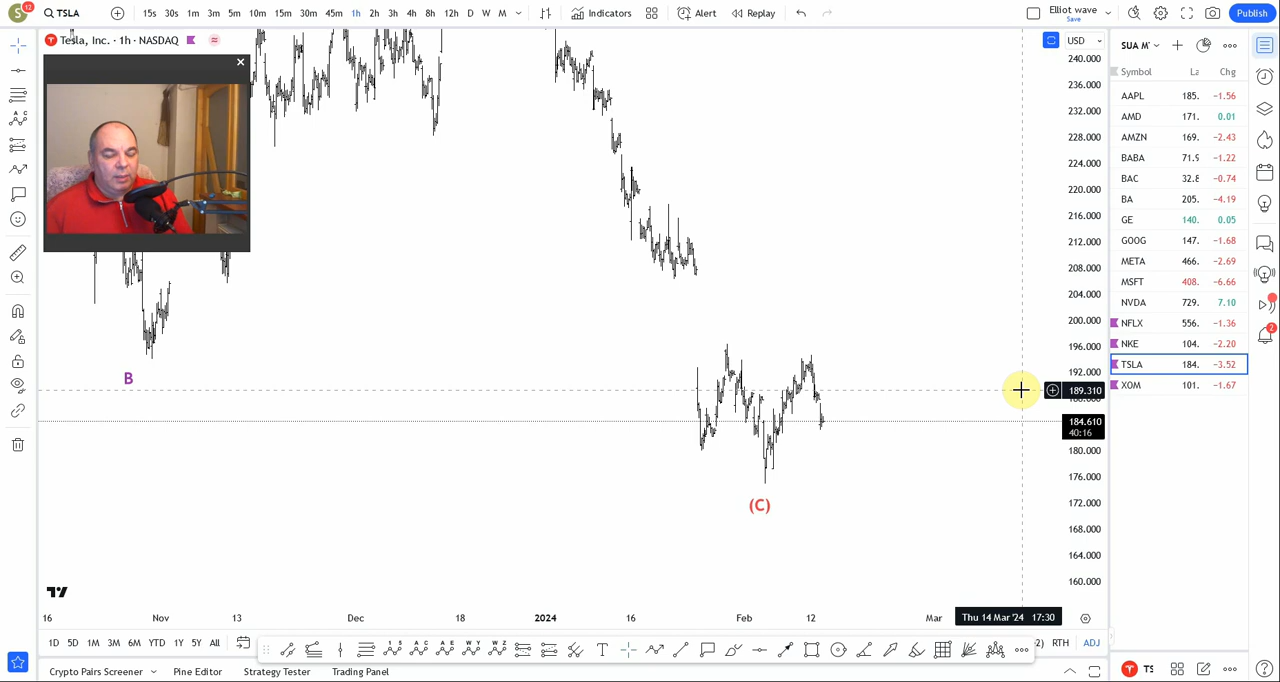 S 12 TSLA 15s 30s 1m 3m 5m 10m 15m 30m 45m 1h 2h 3h 4h 8h 12h D W M Indicators Alert Replay Elliot wave Publish
Save
T Tesla, Inc. · 1h · NASDAQ
USD
SUA M'
Symbol La Chg
AAPL 185. −1.56
AMD 171. 0.01
AMZN 169. −2.43
BABA 71.9 −1.22
BAC 32.8 −0.74
BA 205. −4.19
GE 140. 0.05
GOOG 147. −1.68
META 466. −2.69
MSFT 408. −6.66
NVDA 729. 7.10
NFLX 556. −1.36
NKE 104. −2.20
TSLA 184. −3.52
XOM 101. −1.67
2
240.000
236.000
232.000
228.000
224.000
220.000
216.000
212.000
208.000
204.000
200.000
196.000
192.000
189.310
184.610
40:16
180.000
176.000
172.000
168.000
164.000
160.000
B
(C)
16 Nov 13 Dec 18 2024 16 Feb 12 Mar Thu 14 Mar '24 17:30
1D 5D 1M 3M 6M YTD 1Y 5Y All 2) RTH ADJ
Crypto Pairs Screener Pine Editor Strategy Tester Trading Panel
T TS